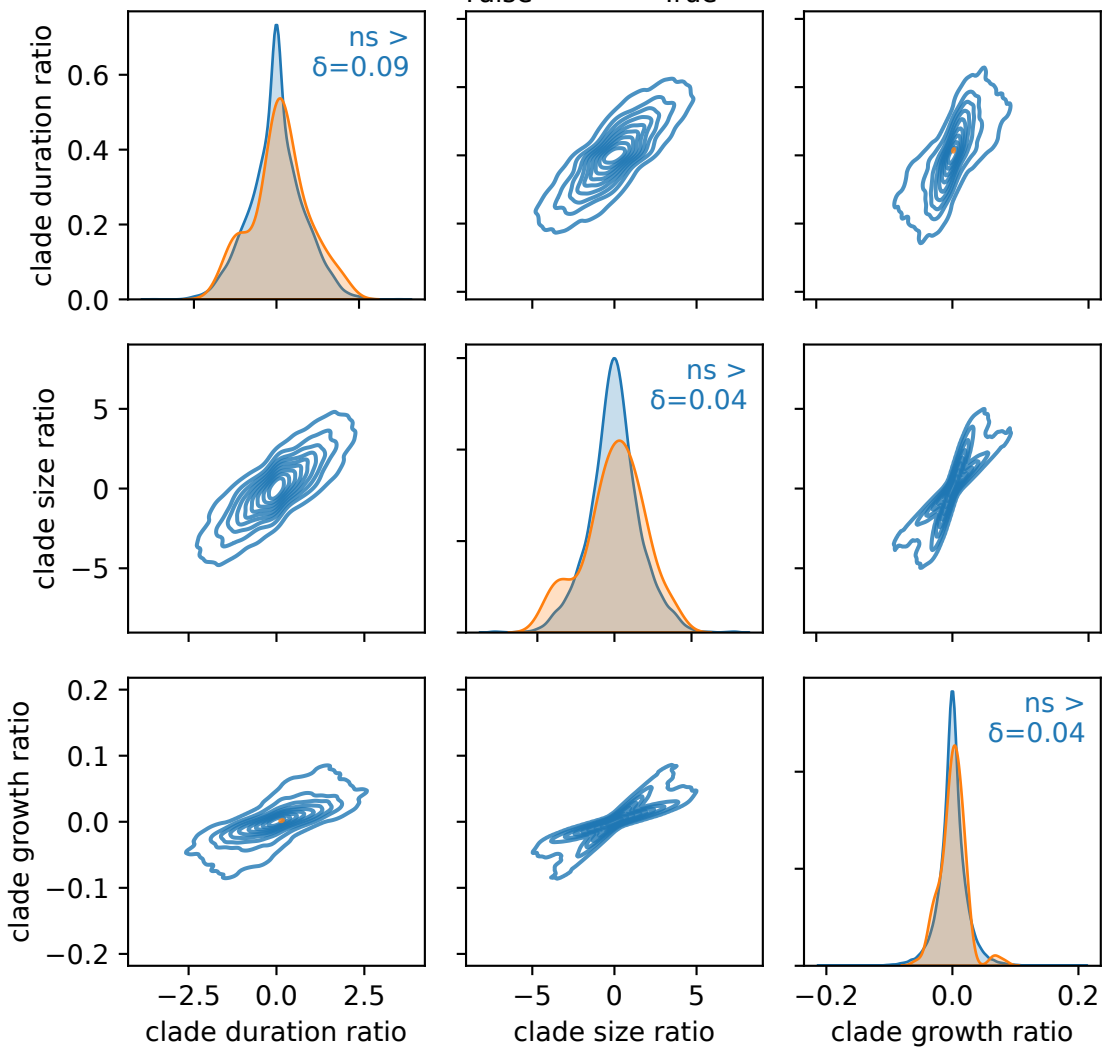 clade duration ratio
0.6
0.4
0.2
0.0
ns >
δ=0.09
clade size ratio
5
0
−5
ns >
δ=0.04
clade growth ratio
0.2
0.1
0.0
−0.1
−0.2
ns >
δ=0.04
−2.5 0.0 2.5
clade duration ratio
−5 0 5
clade size ratio
−0.2 0.0 0.2
clade growth ratio